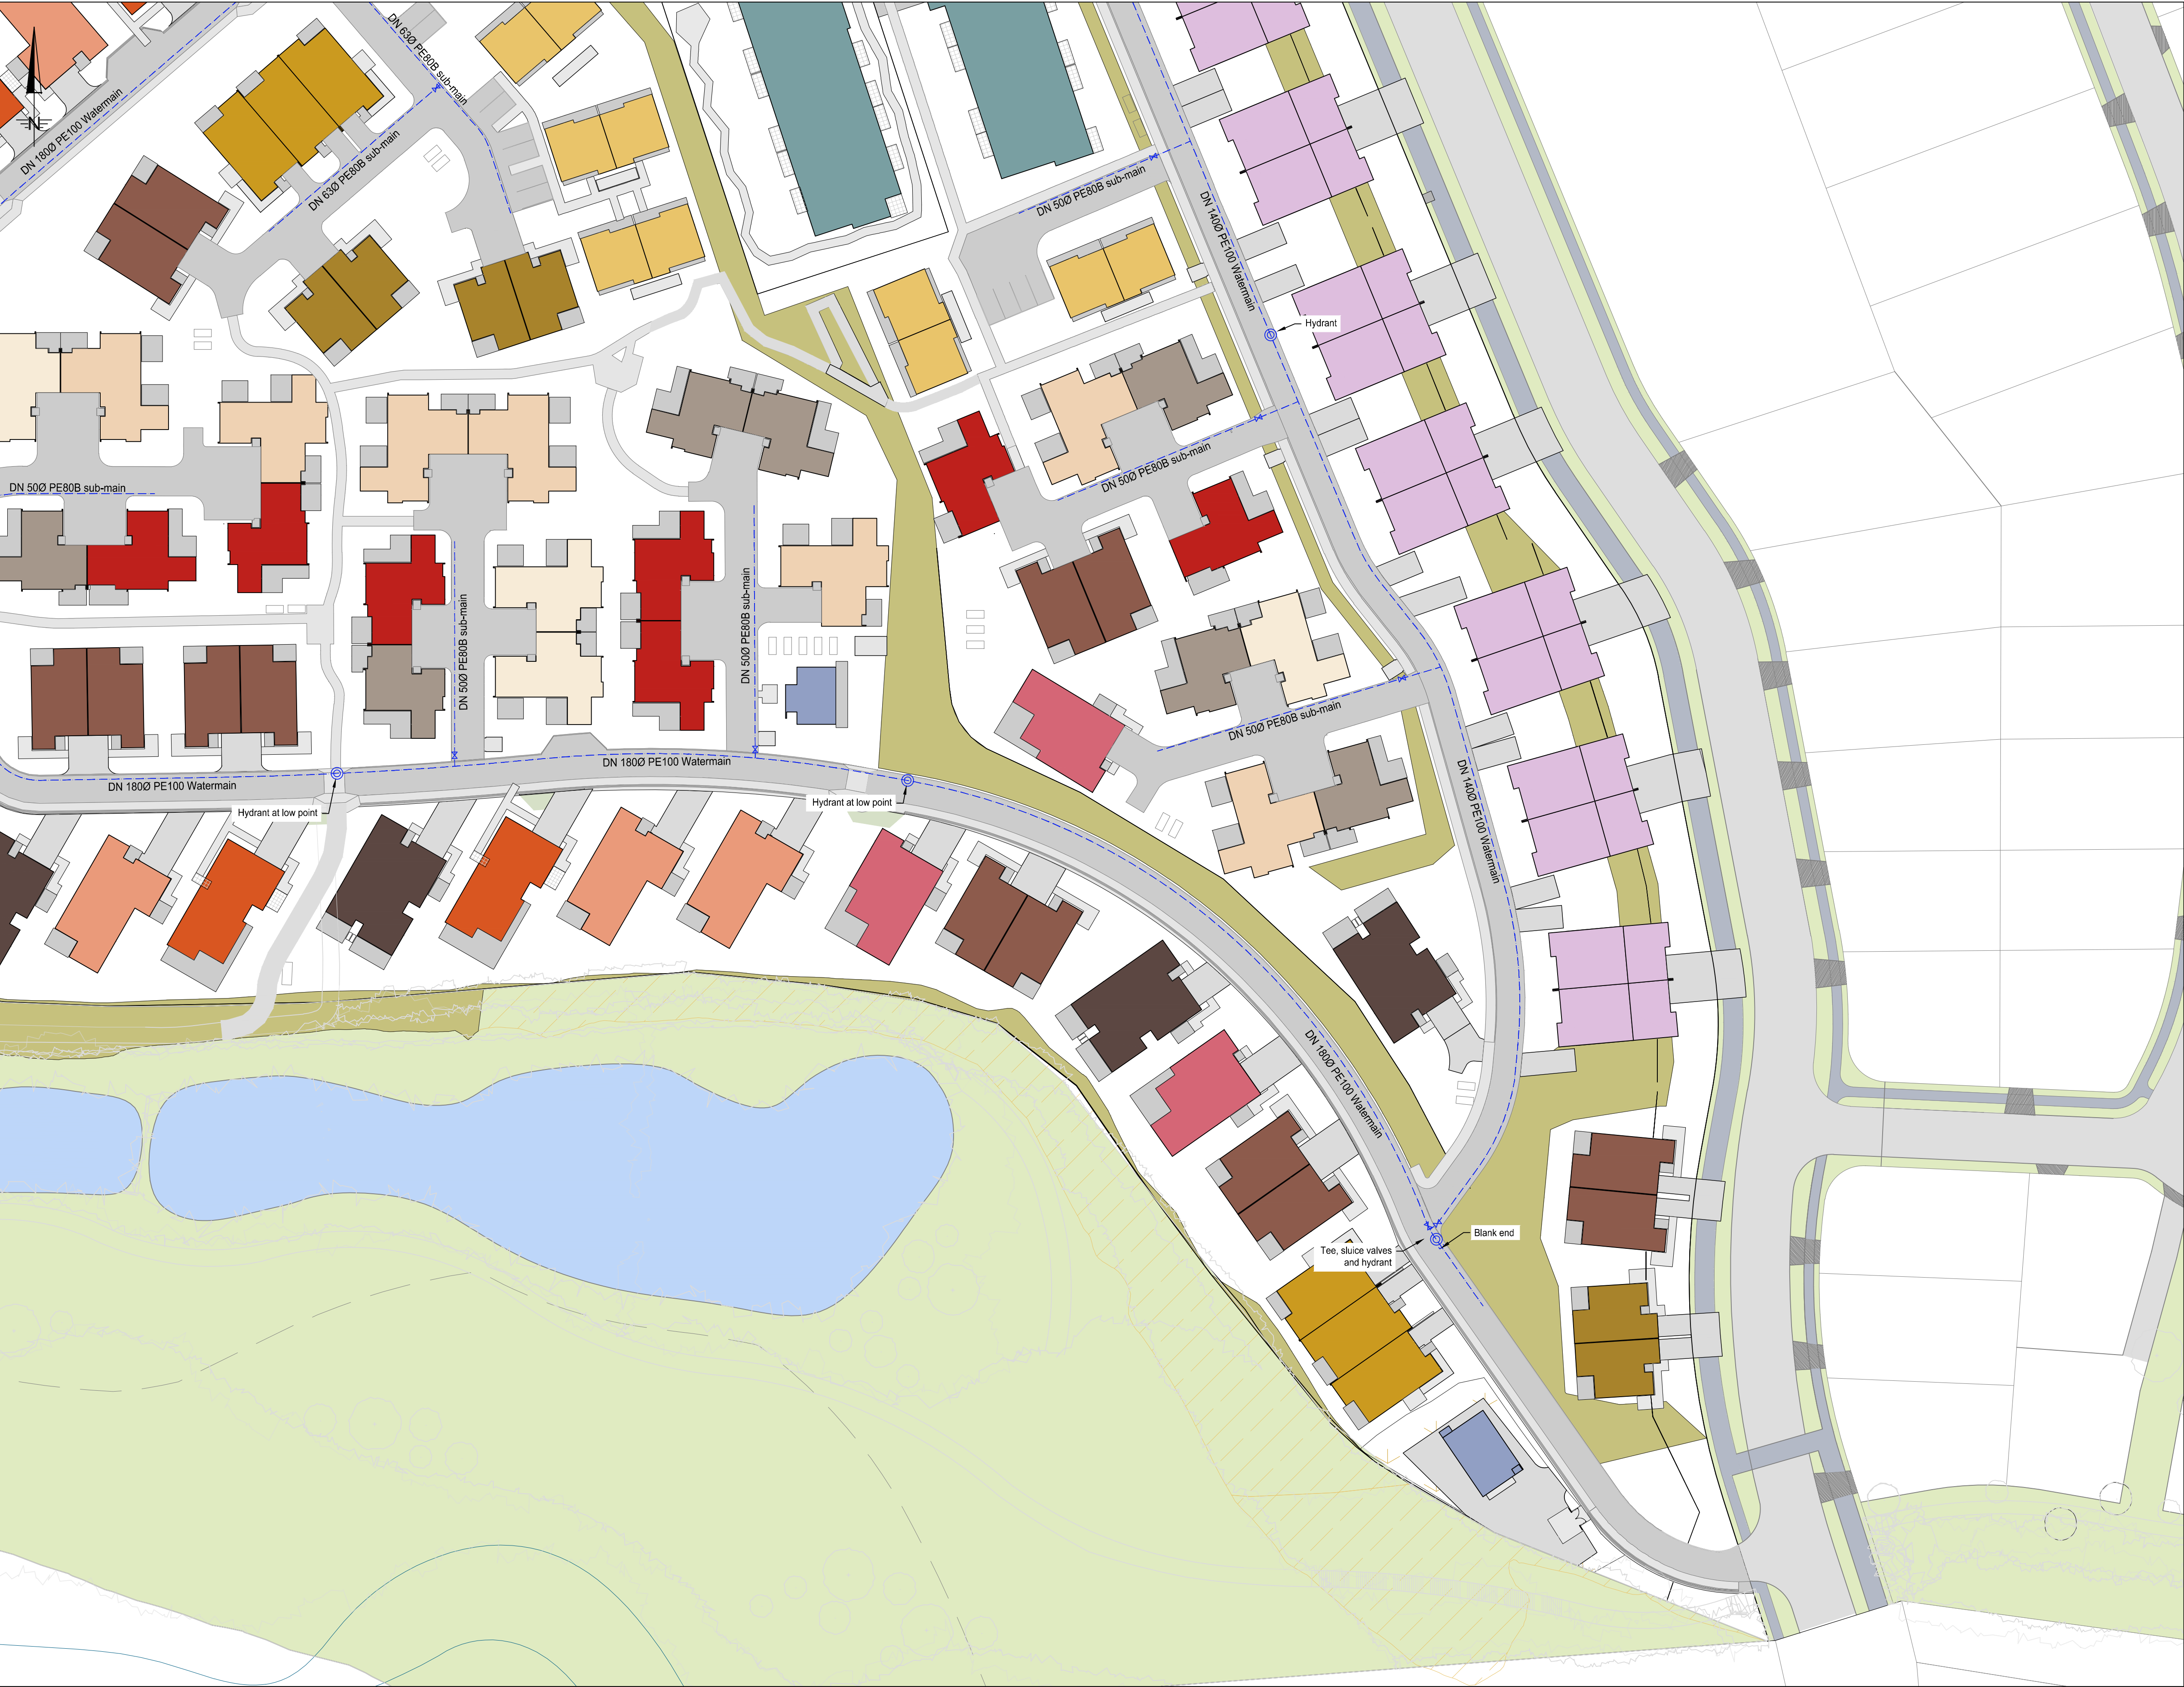 DN 63Ø PE80B sub-main
DN 180Ø PE100 Watermain
N
DN 63Ø PE80B sub-main
DN 50Ø PE80B sub-main
DN 140Ø PE100 Watermain
Hydrant
DN 50Ø PE80B sub-main
DN 50Ø PE80B sub-main
DN 50Ø PE80B sub-main
DN 50Ø PE80B sub-main
DN 50Ø PE80B sub-main
DN 180Ø PE100 Watermain
DN 180Ø PE100 Watermain
Hydrant at low point
Hydrant at low point
DN 140Ø PE100 Watermain
DN 180Ø PE100 Watermain
Blank end
Tee, sluice valves
and hydrant